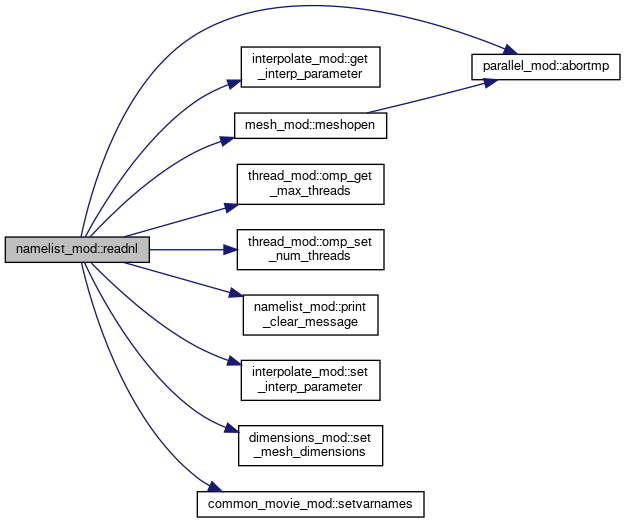 interpolate_mod::get
_interp_parameter
parallel_mod::abortmp
mesh_mod::meshopen
thread_mod::omp_get
_max_threads
namelist_mod::readnl
thread_mod::omp_set
_num_threads
namelist_mod::print
_clear_message
interpolate_mod::set
_interp_parameter
dimensions_mod::set
_mesh_dimensions
common_movie_mod::setvarnames